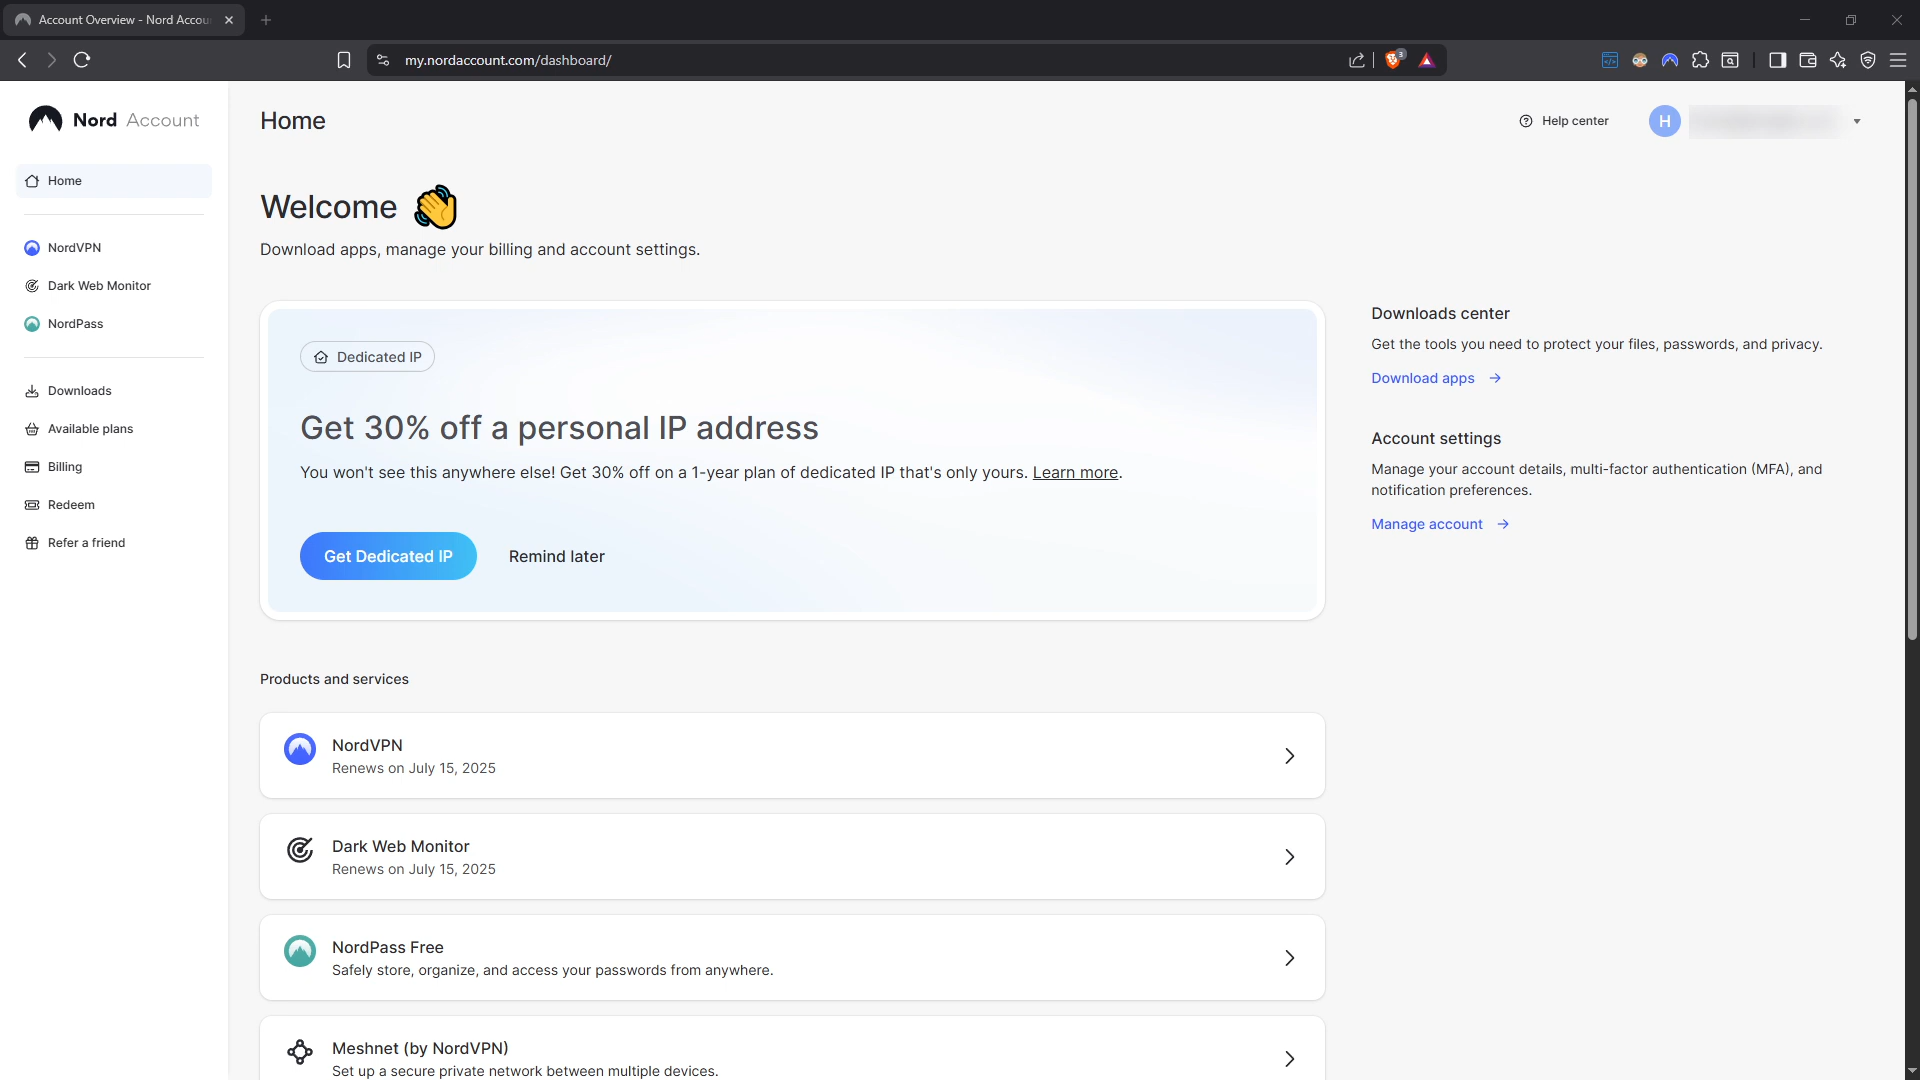 Account Overview - Nord Accou
my.nordaccount.com/dashboard/
3
Nord Account
Home
Help center
H
Home
NordVPN
Dark Web Monitor
NordPass
Downloads
Available plans
Billing
Redeem
Refer a friend
Welcome
Download apps, manage your billing and account settings.
Dedicated IP
Get 30% off a personal IP address
You won't see this anywhere else! Get 30% off on a 1-year plan of dedicated IP that's only yours. Learn more.
Get Dedicated IP
Remind later
Downloads center
Get the tools you need to protect your files, passwords, and privacy.
Download apps
Account settings
Manage your account details, multi-factor authentication (MFA), and
notification preferences.
Manage account
Products and services
NordVPN
Renews on July 15, 2025
Dark Web Monitor
Renews on July 15, 2025
NordPass Free
Safely store, organize, and access your passwords from anywhere.
Meshnet (by NordVPN)
Set up a secure private network between multiple devices.